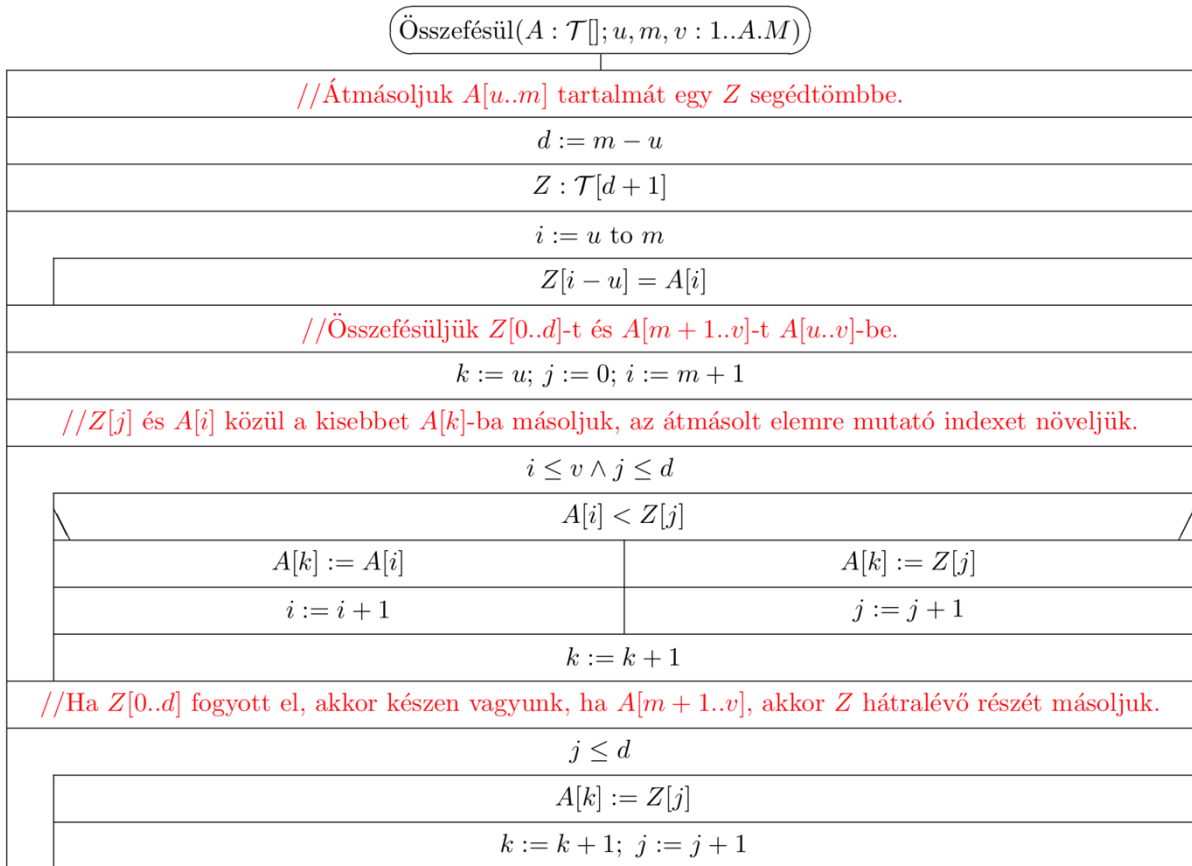 Összefésül(A : 𝒯[]; u, m, v : 1..A.M)
//Átmásoljuk A[u..m] tartalmát egy Z segédtömbbe.
d := m − u
Z : 𝒯[d + 1]
i := u to m
Z[i − u] = A[i]
//Összefésüljük Z[0..d]-t és A[m + 1..v]-t A[u..v]-be.
k := u; j := 0; i := m + 1
//Z[j] és A[i] közül a kisebbet A[k]-ba másoljuk, az átmásolt elemre mutató indexet növeljük.
i ≤ v ∧ j ≤ d
A[i] < Z[j]
A[k] := A[i]
A[k] := Z[j]
i := i + 1
j := j + 1
k := k + 1
//Ha Z[0..d] fogyott el, akkor készen vagyunk, ha A[m + 1..v], akkor Z hátralévő részét másoljuk.
j ≤ d
A[k] := Z[j]
k := k + 1; j := j + 1